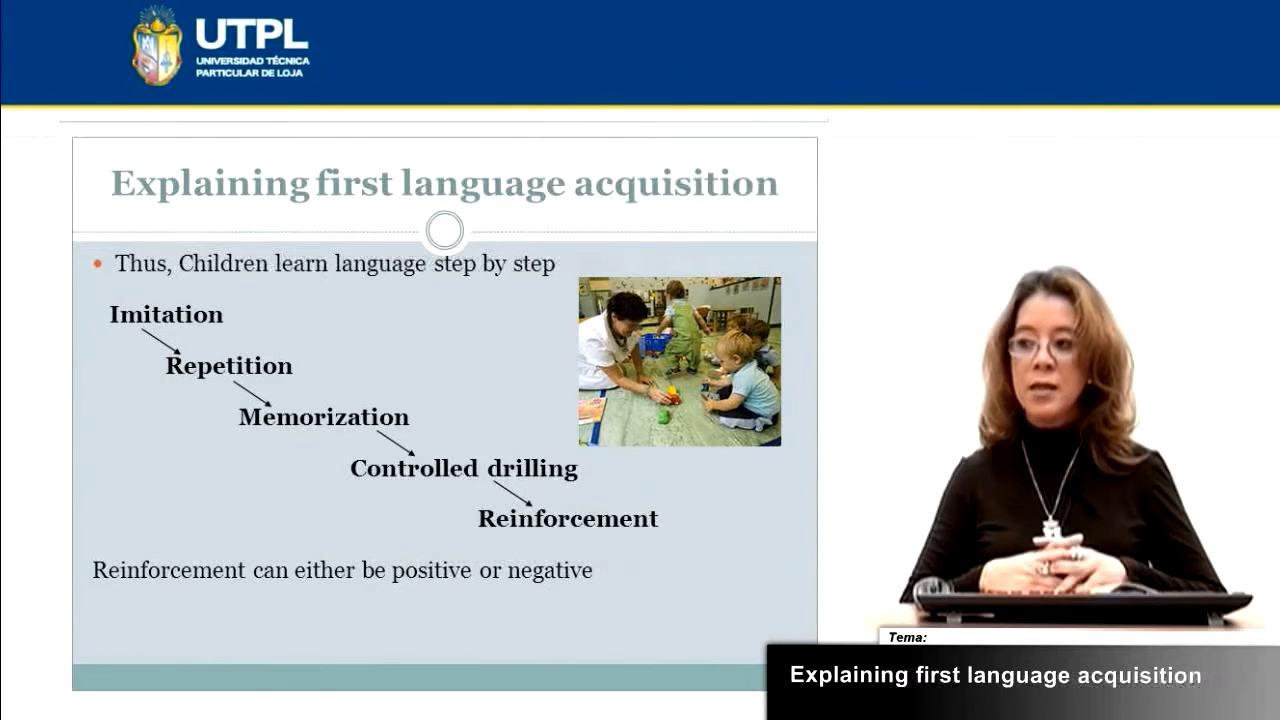 UTPL
UNIVERSIDAD TÉCNICA
PARTICULAR DE LOJA
Explaining first language acquisition
Thus, Children learn language step by step
Imitation
Repetition
Memorization
Controlled drilling
Reinforcement
Reinforcement can either be positive or negative
Tema:
Explaining first language acquisition